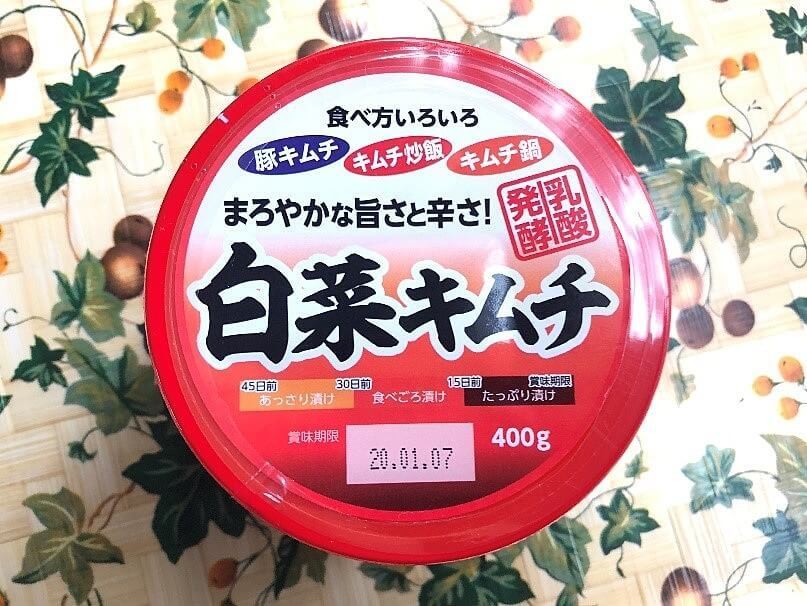 食べ方いろいろ
豚キムチ キムチ炒飯 キムチ鍋
まろやかな旨さと辛さ!
乳酸発酵
白菜キムチ
45日前 30日前 15日前 賞味期限
あっさり漬け 食べごろ漬け たっぷり漬け
賞味期限 20.01.07 400g